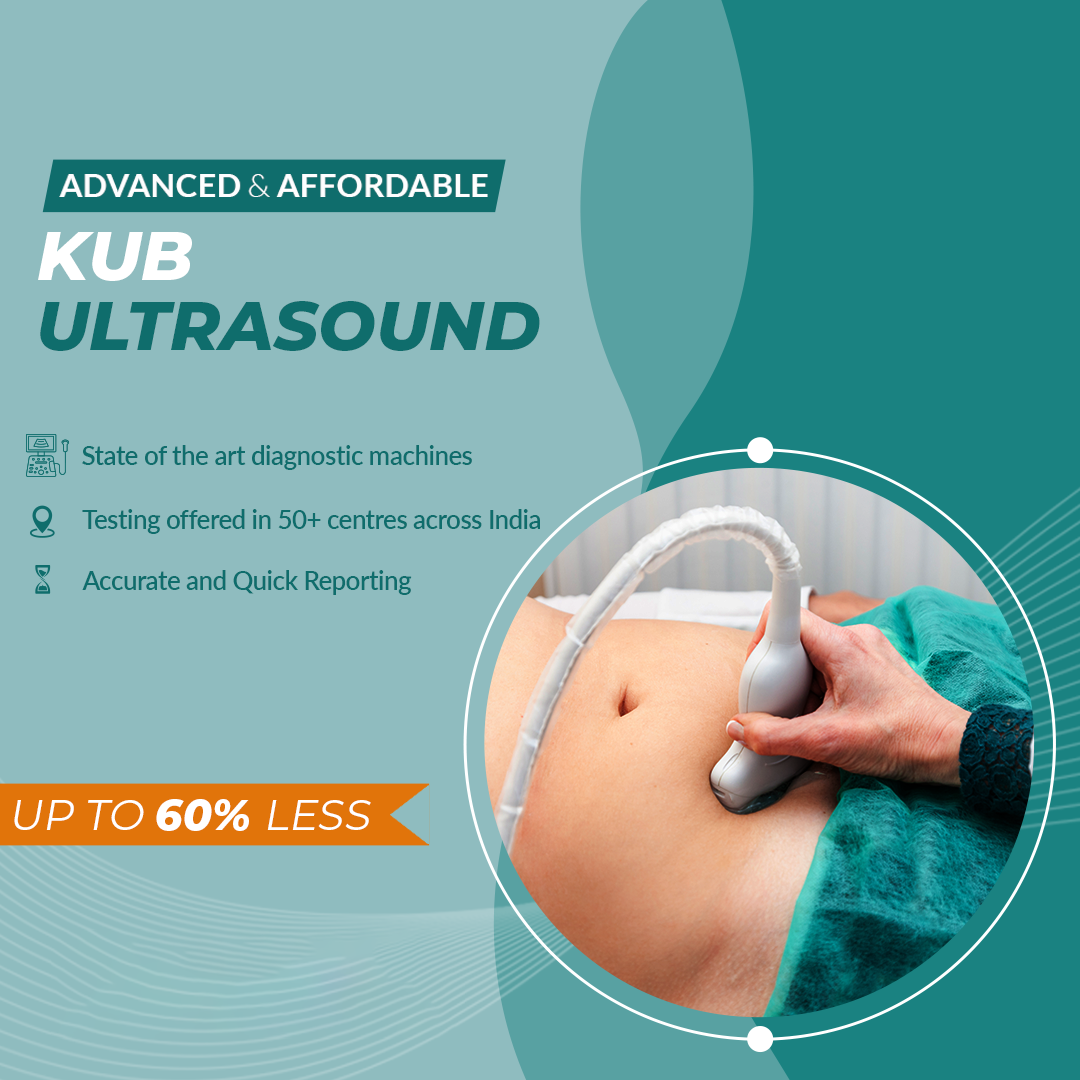 ADVANCED & AFFORDABLE
KUB
ULTRASOUND
State of the art diagnostic machines
Testing offered in 50+ centres across India
Accurate and Quick Reporting
UP TO 60% LESS